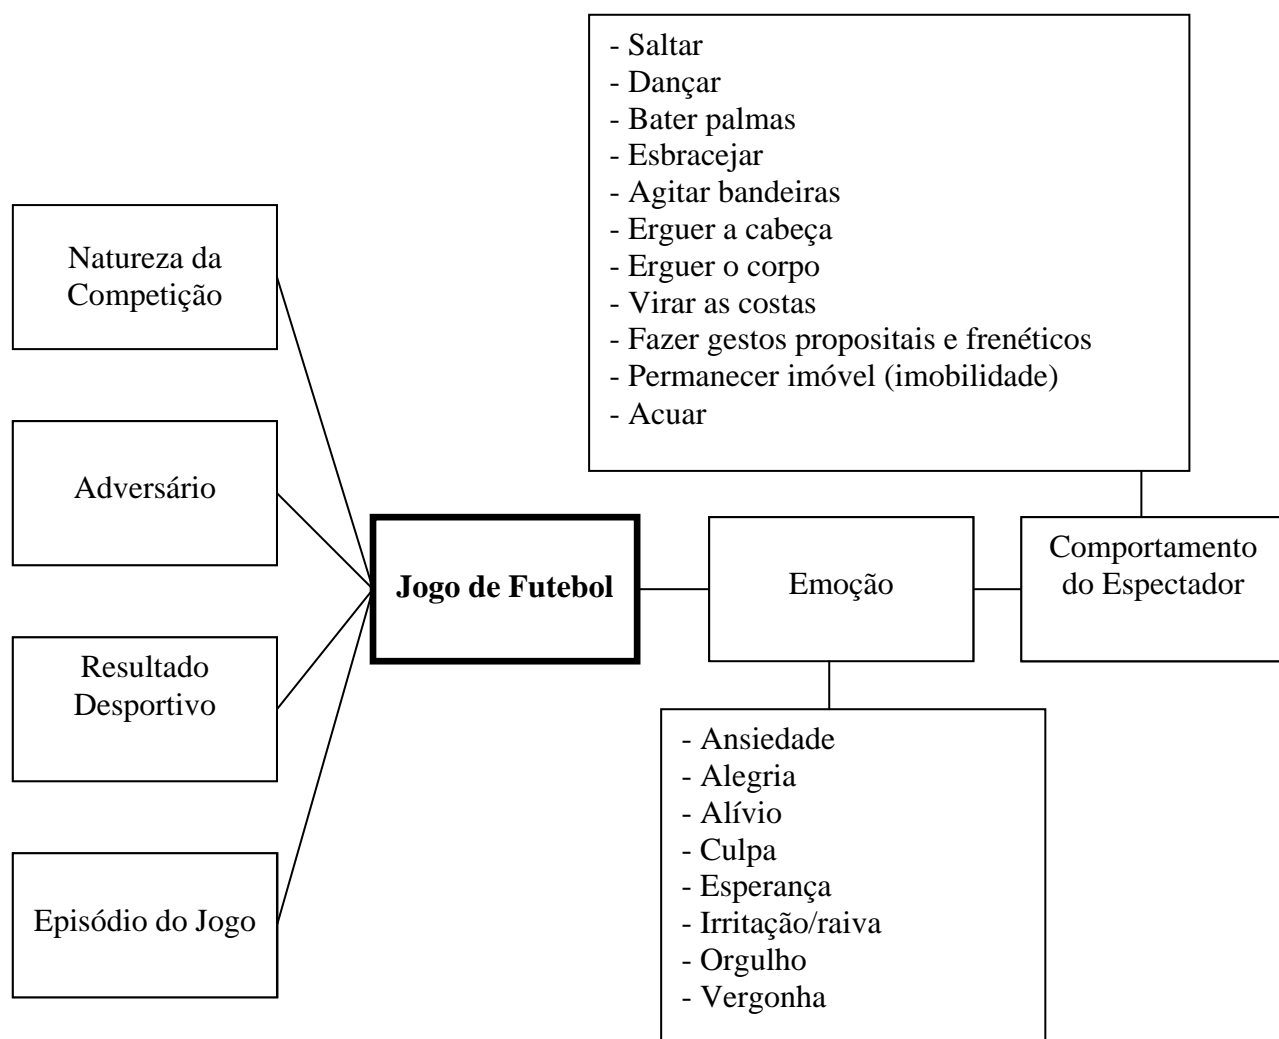 - Saltar
- Dançar
- Bater palmas
- Esbracejar
- Agitar bandeiras
- Erguer a cabeça
- Erguer o corpo
- Virar as costas
- Fazer gestos propositais e frenéticos
- Permanecer imóvel (imobilidade)
- Acuar
Natureza da
Competição
Adversário
Resultado
Desportivo
Episódio do Jogo
Jogo de Futebol
Emoção
Comportamento
do Espectador
- Ansiedade
- Alegria
- Alívio
- Culpa
- Esperança
- Irritação/raiva
- Orgulho
- Vergonha